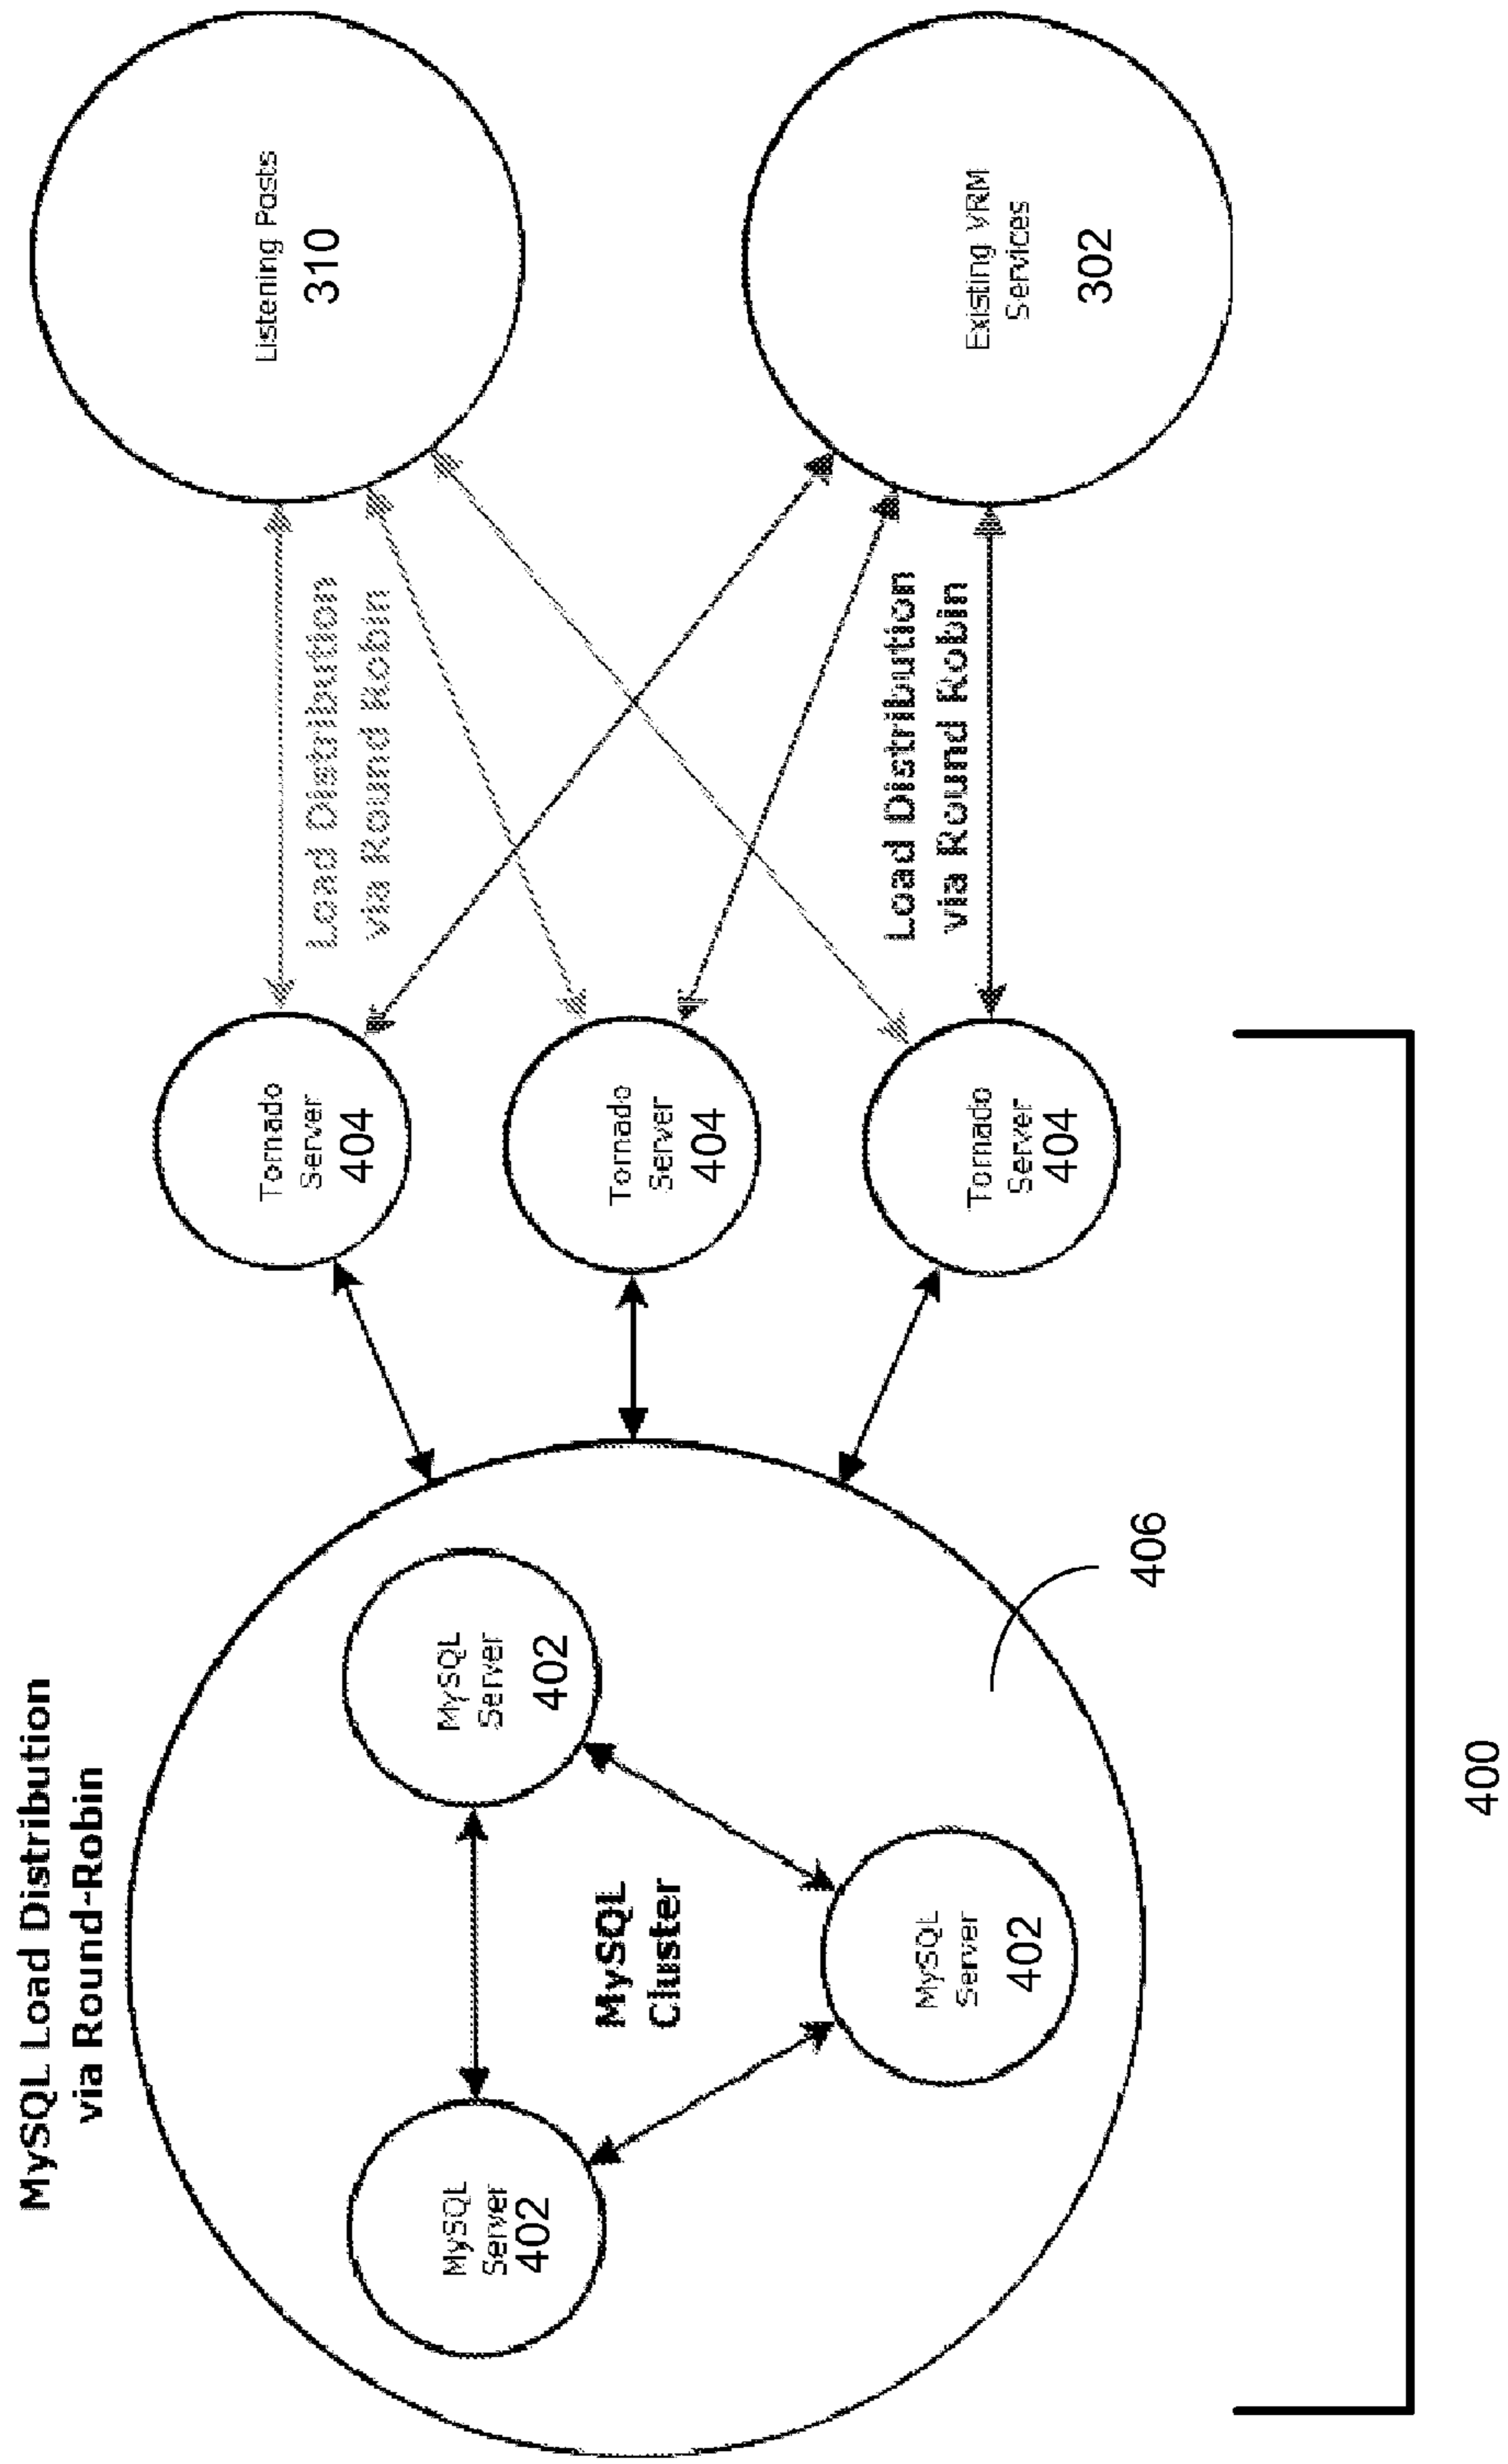 MySQL Load Distribution
via Round-Robin
MySQL
Server
402
MySQL
Server
402
MySQL
Cluster
MySQL
Server
402
406
Tornado
Server
404
Tornado
Server
404
Tornado
Server
404
Load Distribution
via Round Robin
Load Distribution
via Round Robin
Listening Posts
310
Existing VRM
Services
302
400